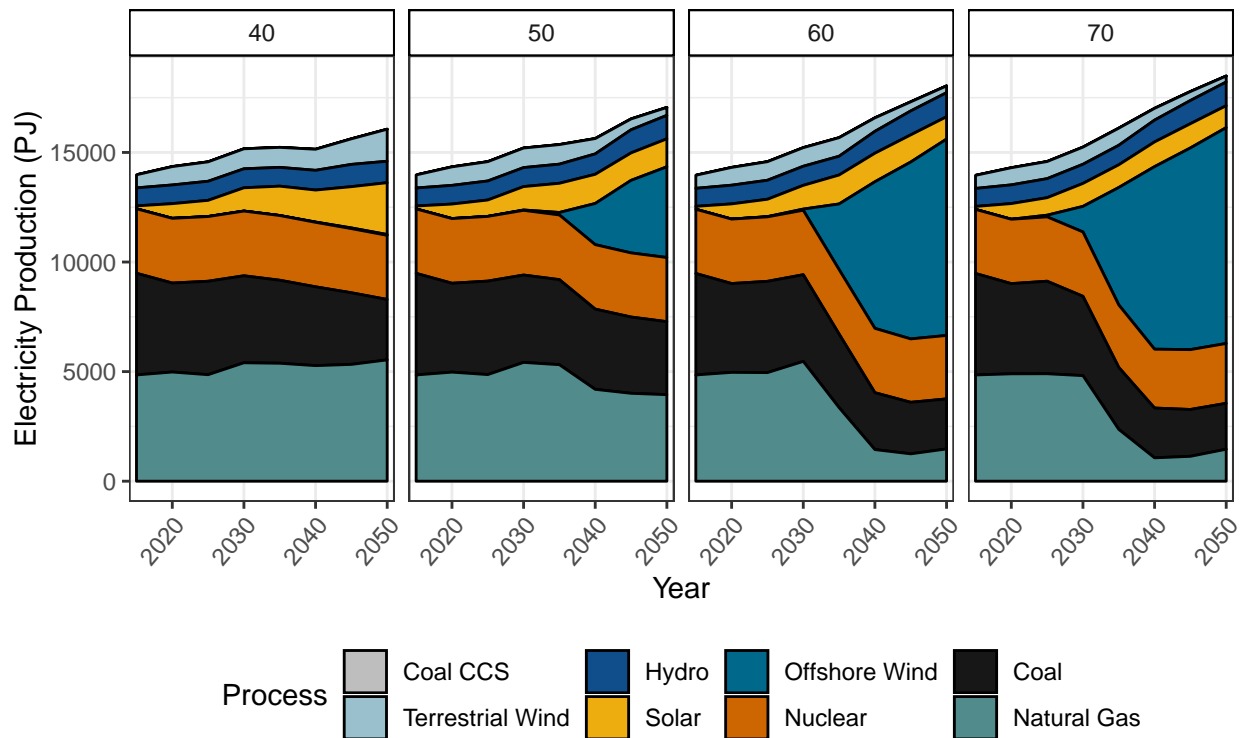 40 50 60 70
Electricity Production (PJ)
15000
10000
5000
0
2020 2030 2040 2050 2020 2030 2040 2050 2020 2030 2040 2050 2020 2030 2040 2050
Year
Process
Coal CCS Hydro Offshore Wind Coal
Terrestrial Wind Solar Nuclear Natural Gas